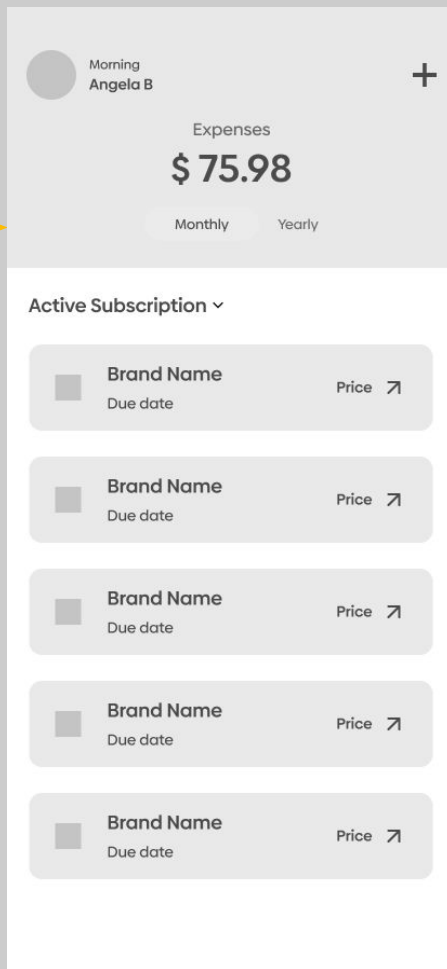 Morning
Angela B
Expenses
$ 75.98
Monthly Yearly
Active Subscription
Brand Name
Due date
Price
Brand Name
Due date
Price
Brand Name
Due date
Price
Brand Name
Due date
Price
Brand Name
Due date
Price